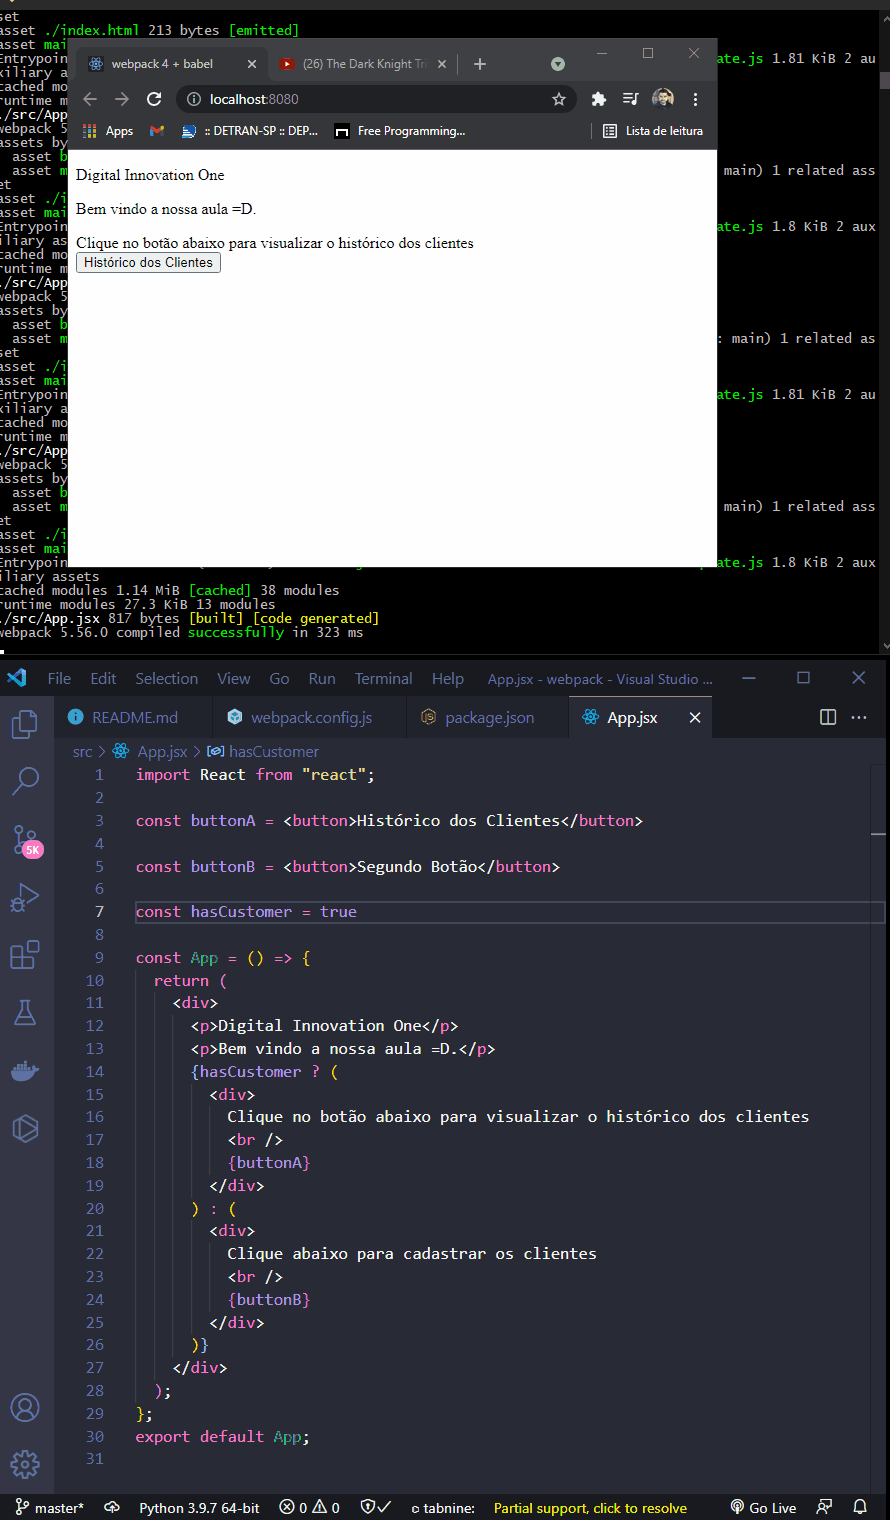 set
asset ./index.html 213 bytes [emitted]
asset mai
Entrypoin ate.js 1.81 KiB 2 au
xiliary a
cached mo
runtime m
./src/App
webpack 5
assets by
asset b
asset m main) 1 related ass
et
asset ./i
asset mai
Entrypoin ate.js 1.8 KiB 2 aux
iliary as
cached mo
runtime m
./src/App
webpack 5
assets by
asset b
asset m : main) 1 related as
set
asset ./i
asset mai
Entrypoin ate.js 1.81 KiB 2 au
xiliary a
cached mo
runtime m
./src/App
webpack 5
assets by
asset b
asset m main) 1 related ass
et
asset ./i
asset mai
Entrypoin ate.js 1.8 KiB 2 aux
iliary assets
cached modules 1.14 MiB [cached] 38 modules
runtime modules 27.3 KiB 13 modules
./src/App.jsx 817 bytes [built] [code generated]
webpack 5.56.0 compiled successfully in 323 ms
webpack 4 + babel
(26) The Dark Knight Tri
localhost:8080
Apps
:: DETRAN-SP :: DEP...
Free Programming...
Lista de leitura
Digital Innovation One
Bem vindo a nossa aula =D.
Clique no botão abaixo para visualizar o histórico dos clientes
Histórico dos Clientes
File Edit Selection View Go Run Terminal Help App.jsx - webpack - Visual Studio ...
README.md webpack.config.js package.json App.jsx
src > App.jsx > hasCustomer
5K
1 import React from "react";
2
3 const buttonA = <button>Histórico dos Clientes</button>
4
5 const buttonB = <button>Segundo Botão</button>
6
7 const hasCustomer = true
8
9 const App = () => {
10 return (
11 <div>
12 <p>Digital Innovation One</p>
13 <p>Bem vindo a nossa aula =D.</p>
14 {hasCustomer ? (
15 <div>
16 Clique no botão abaixo para visualizar o histórico dos clientes
17 <br />
18 {buttonA}
19 </div>
20 ) : (
21 <div>
22 Clique abaixo para cadastrar os clientes
23 <br />
24 {buttonB}
25 </div>
26 )}
27 </div>
28 );
29 };
30 export default App;
31
master* Python 3.9.7 64-bit 0 0 tabnine: Partial support, click to resolve Go Live